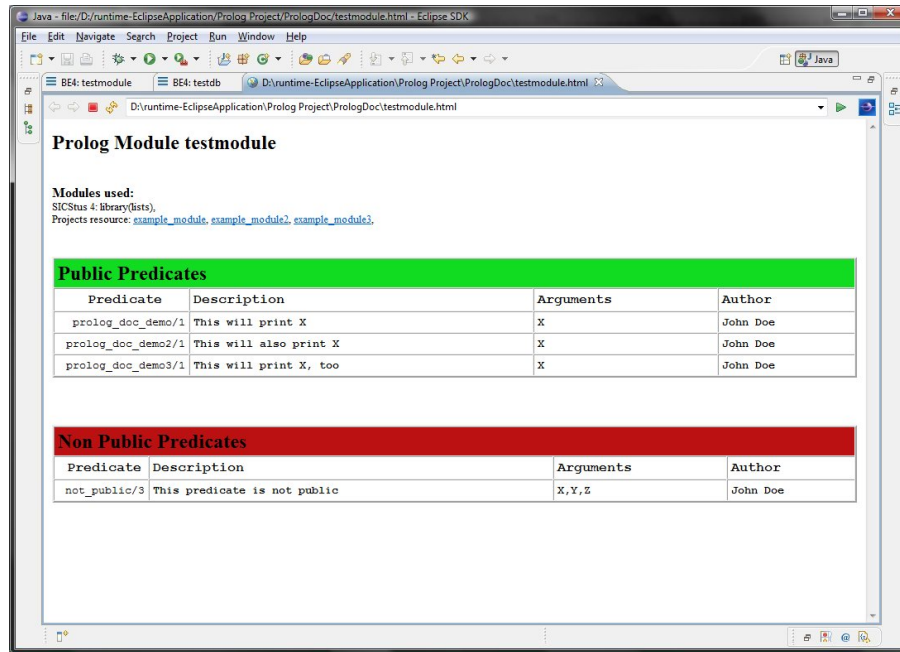 Java - file:/D:/runtime-EclipseApplication/Prolog Project/PrologDoc/testmodule.html - Eclipse SDK
File Edit Navigate Search Project Run Window Help
Java
BE4: testmodule BE4: testdb D:\runtime-EclipseApplication\Prolog Project\PrologDoc\testmodule.html
D:\runtime-EclipseApplication\Prolog Project\PrologDoc\testmodule.html
Prolog Module testmodule
Modules used:
SICStus 4: library(lists),
Projects resource: example_module, example_module2, example_module3,
Public Predicates
Predicate Description Arguments Author
prolog_doc_demo/1 This will print X X John Doe
prolog_doc_demo2/1 This will also print X X John Doe
prolog_doc_demo3/1 This will print X, too X John Doe
Non Public Predicates
Predicate Description Arguments Author
not_public/3 This predicate is not public X,Y,Z John Doe